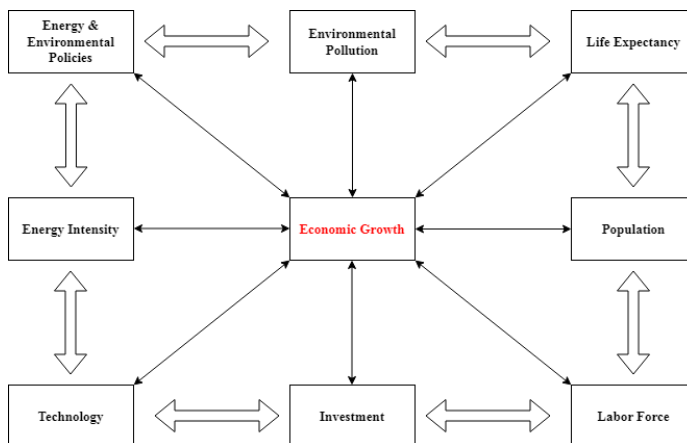 Energy &
Environmental
Policies
Environmental
Pollution
Life Expectancy
Energy Intensity
Economic Growth
Population
Technology
Investment
Labor Force